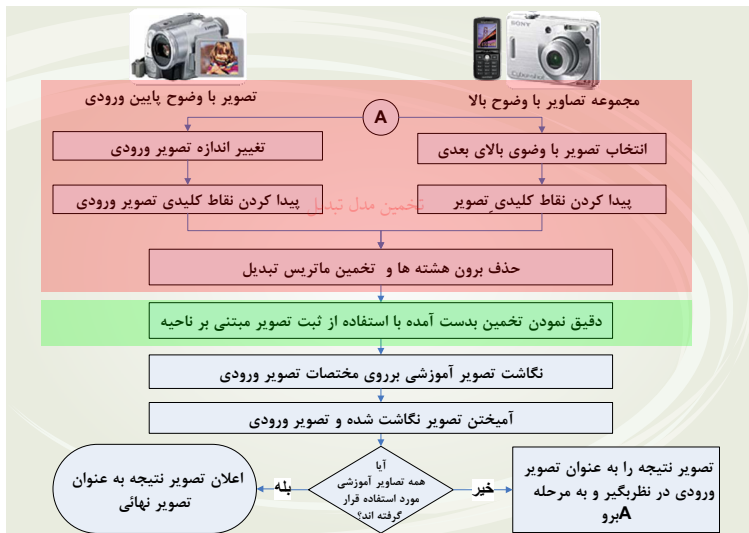 SONY
Cyber-shot
مجموعه تصاویر با وضوح بالا
تصویر با وضوح پایین ورودی
A
انتخاب تصویر با وضوی بالای بعدی
تغییر اندازه تصویر ورودی
پیدا کردن نقاط کلیدی تصویر
پیدا کردن نقاط کلیدی تصویر ورودی
تخمین مدل تبدیل
حذف برون هشته ها و تخمین ماتریس تبدیل
دقیق نمودن تخمین بدست آمده با استفاده از ثبت تصویر مبتنی بر ناحیه
نگاشت تصویر آموزشی برروی مختصات تصویر ورودی
آمیختن تصویر نگاشت شده و تصویر ورودی
آیا
همه تصاویر آموزشی
مورد استفاده قرار
گرفته اند؟
خیر
تصویر نتیجه را به عنوان تصویر
ورودی در نظربگیر و به مرحله
Aبرو
بله
اعلان تصویر نتیجه به عنوان
تصویر نهائی